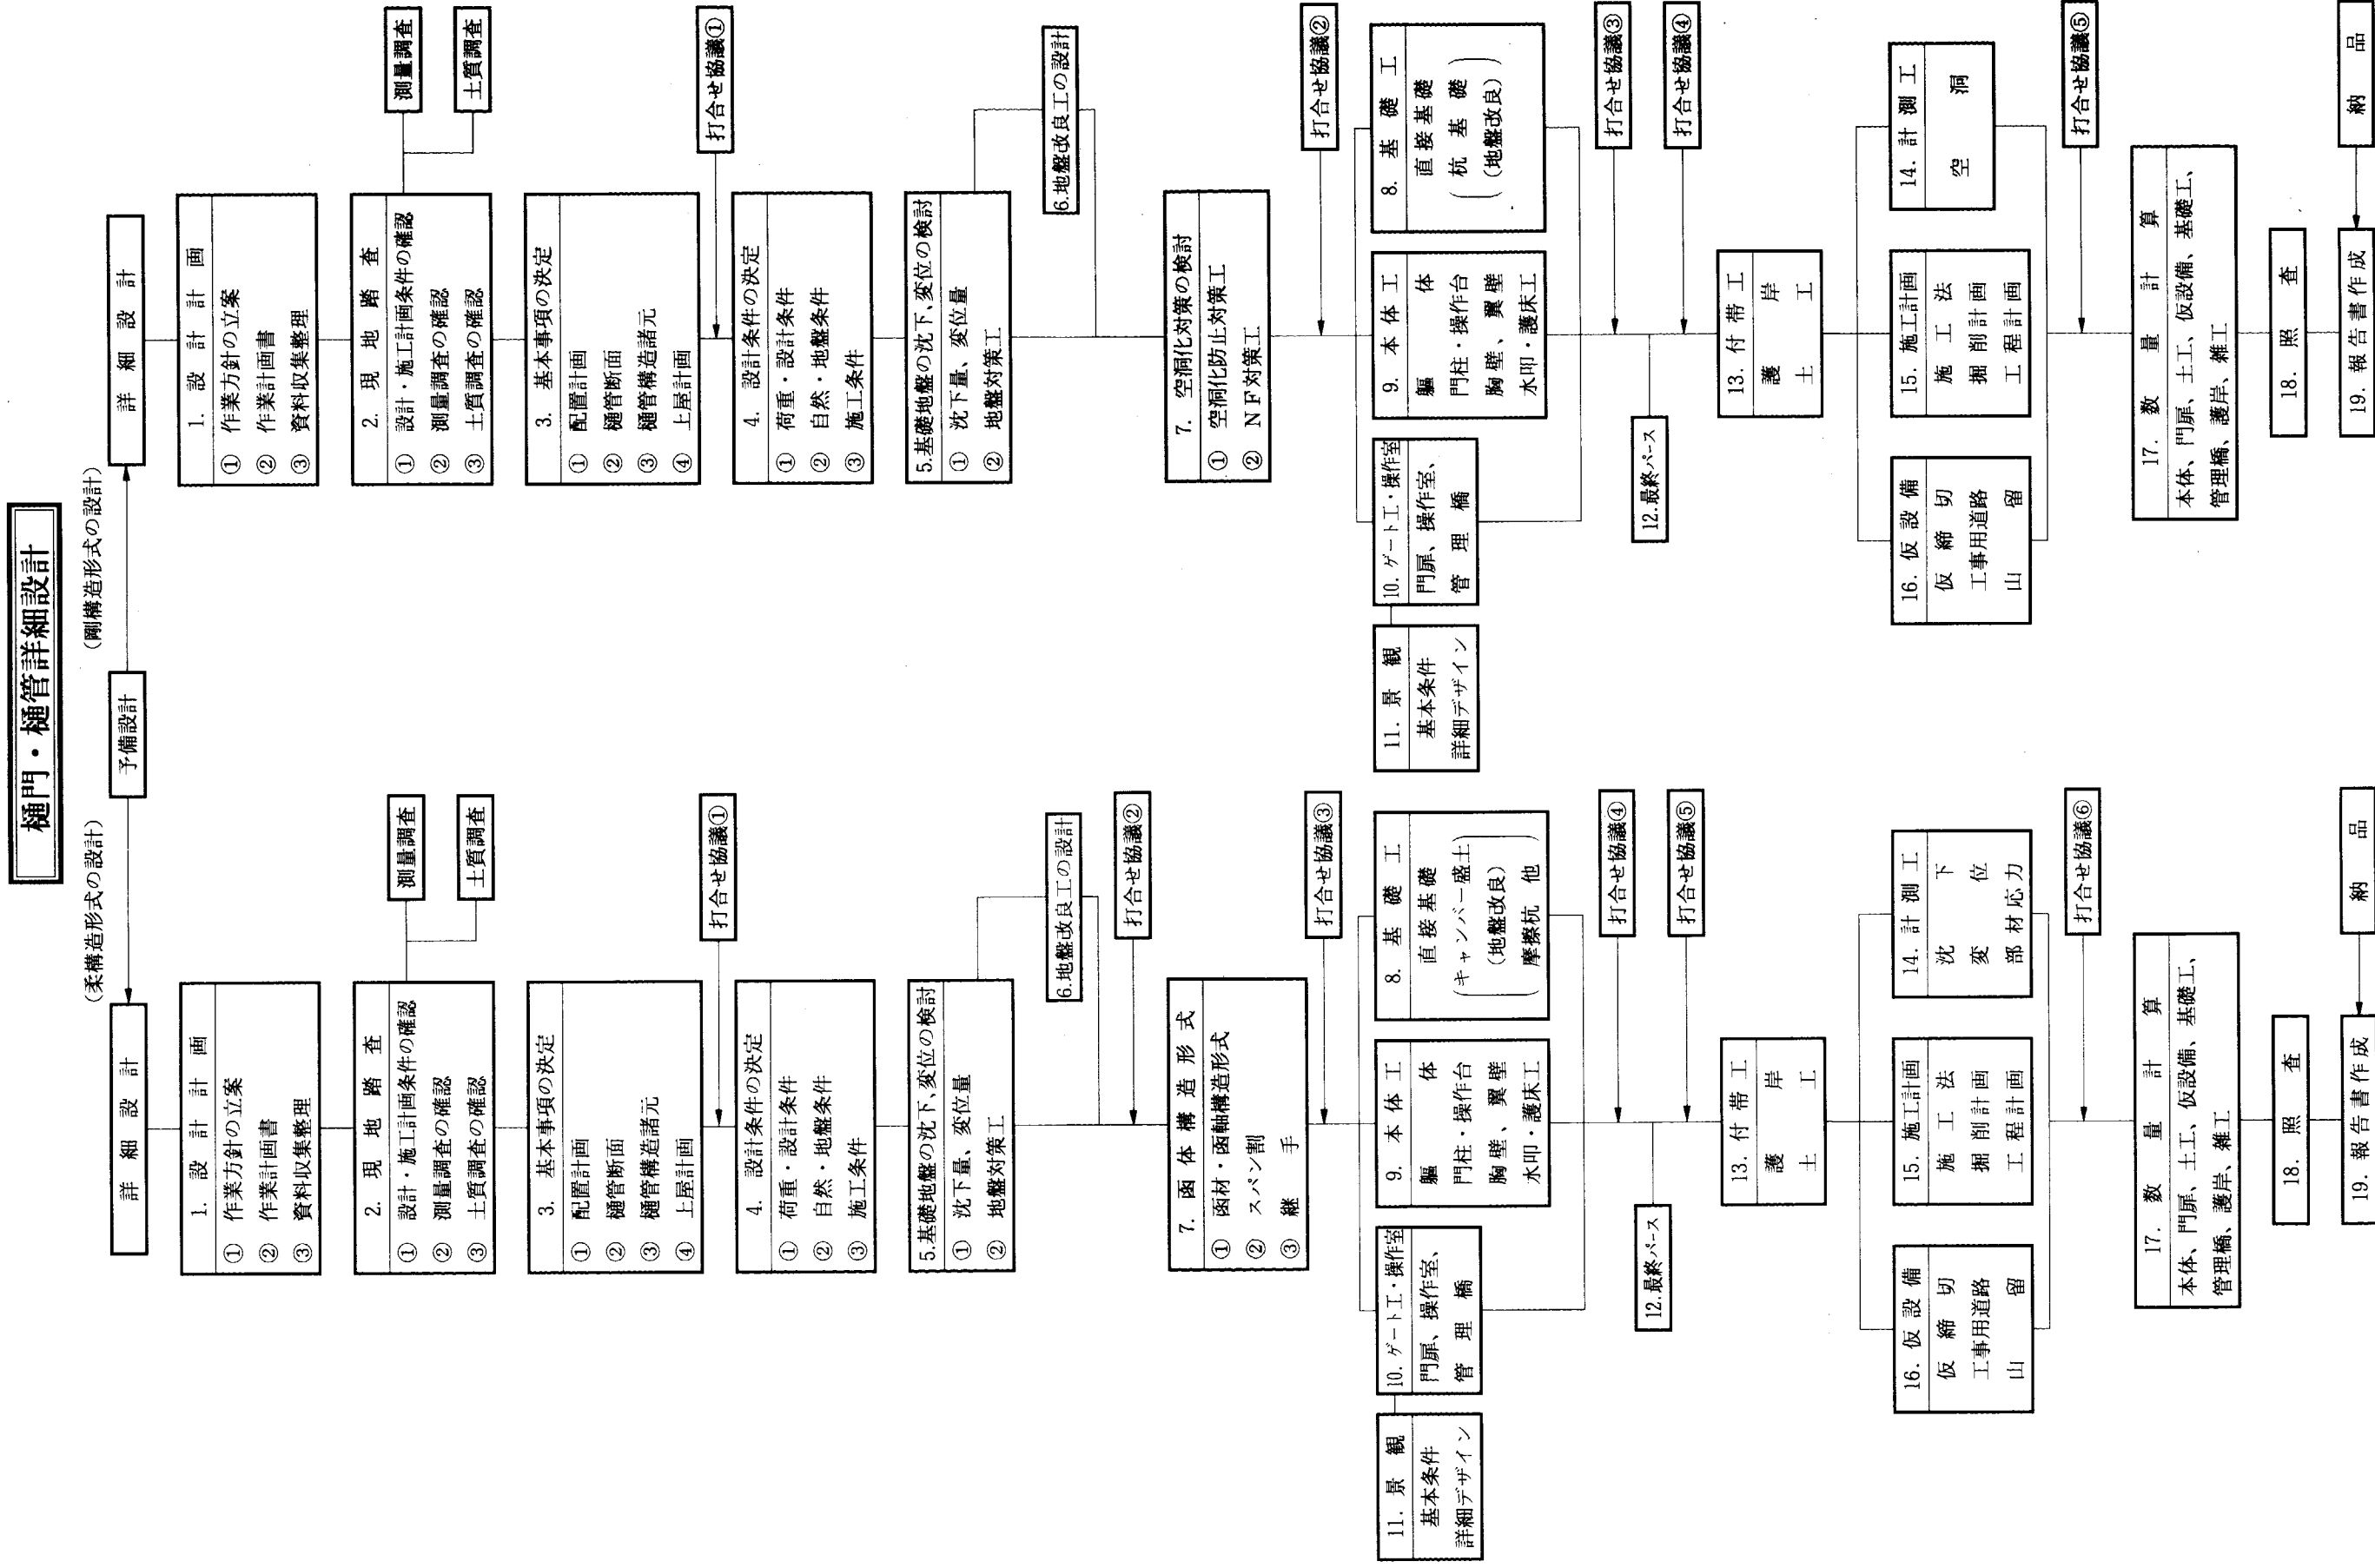 樋門・樋管詳細設計
予備設計
(柔構造形式の設計)
詳細設計
1. 設計計画
① 作業方針の立案
② 作業計画書
③ 資料収集整理
2. 現地踏査
① 設計・施工計画条件の確認
② 測量調査の確認
③ 土質調査の確認
測量調査
土質調査
3. 基本事項の決定
① 配置計画
② 樋管断面
③ 樋管構造諸元
④ 上屋計画
打合せ協議①
4. 設計条件の決定
① 荷重・設計条件
② 自然・地盤条件
③ 施工条件
5.基礎地盤の沈下、変位の検討
① 沈下量、変位量
② 地盤対策工
6.地盤改良工の設計
打合せ協議②
7. 函体構造形式
① 函材・函軸構造形式
② スパン割
③ 継手
打合せ協議③
11. 景観
基本条件
詳細デザイン
10. ゲート工・操作室
門扉、操作室、
管理橋
9. 本体工
軀体
門柱・操作台
胸壁、翼壁
水叩・護床工
8. 基礎工
直接基礎
(キャンバー盛土)
(地盤改良)
摩擦杭 他
打合せ協議④
12.最終パース
打合せ協議⑤
13. 付帯工
護岸
土工
16. 仮設備
仮締切
工事用道路
山留
15. 施工計画
施工法
掘削計画
工程計画
14. 計測工
沈下
変位
部材応力
打合せ協議⑥
17. 数量計算
本体、門扉、土工、仮設備、基礎工、
管理橋、護岸、雑工
18. 照査
19. 報告書作成
納品
(剛構造形式の設計)
詳細設計
1. 設計計画
① 作業方針の立案
② 作業計画書
③ 資料収集整理
2. 現地踏査
① 設計・施工計画条件の確認
② 測量調査の確認
③ 土質調査の確認
測量調査
土質調査
3. 基本事項の決定
① 配置計画
② 樋管断面
③ 樋管構造諸元
④ 上屋計画
打合せ協議①
4. 設計条件の決定
① 荷重・設計条件
② 自然・地盤条件
③ 施工条件
5.基礎地盤の沈下、変位の検討
① 沈下量、変位量
② 地盤対策工
6.地盤改良工の設計
7. 空洞化対策の検討
① 空洞化防止対策工
② NF対策工
打合せ協議②
11. 景観
基本条件
詳細デザイン
10. ゲート工・操作室
門扉、操作室、
管理橋
9. 本体工
軀体
門柱・操作台
胸壁、翼壁
水叩・護床工
8. 基礎工
直接基礎
(杭基礎)
(地盤改良)
打合せ協議③
12.最終パース
打合せ協議④
13. 付帯工
護岸
土工
16. 仮設備
仮締切
工事用道路
山留
15. 施工計画
施工法
掘削計画
工程計画
14. 計測工
空洞
打合せ協議⑤
17. 数量計算
本体、門扉、土工、仮設備、基礎工、
管理橋、護岸、雑工
18. 照査
19. 報告書作成
納品